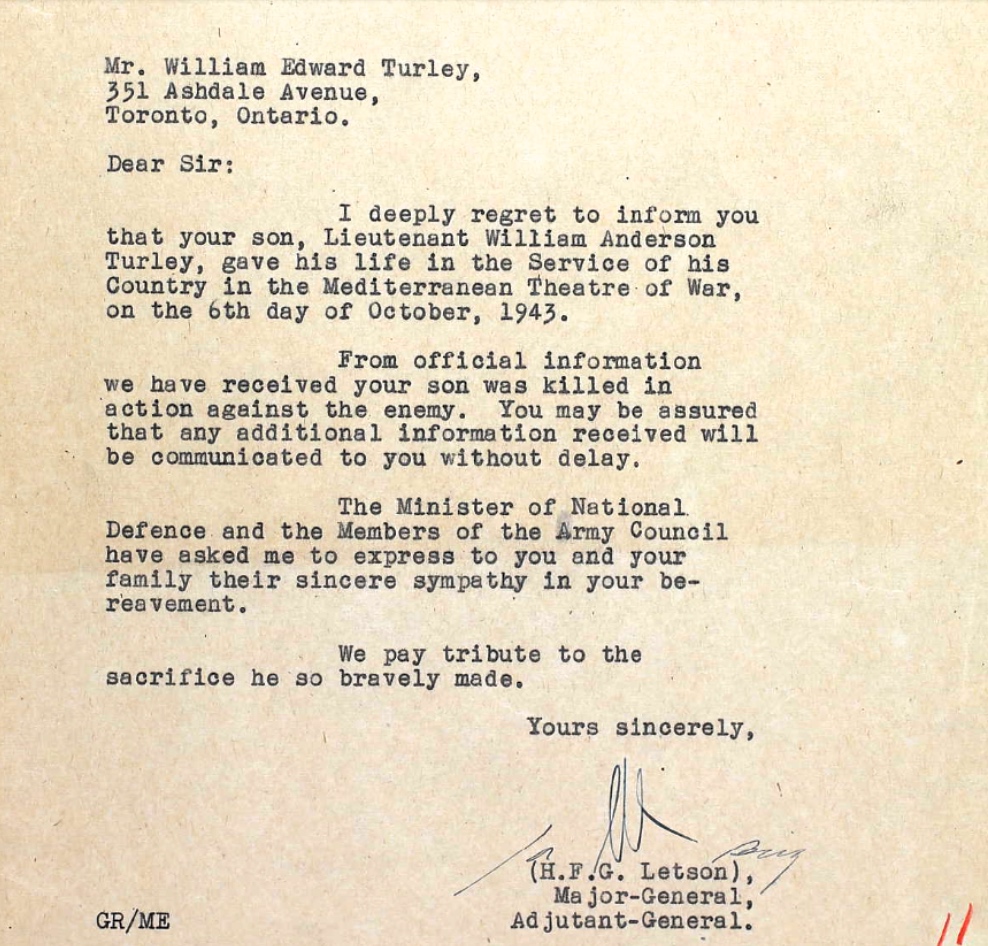 Mr. William Edward Turley,
351 Ashdale Avenue,
Toronto, Ontario.
Dear Sir:
I deeply regret to inform you
that your son, Lieutenant William Anderson
Turley, gave his life in the Service of his
Country in the Mediterranean Theatre of War,
on the 6th day of October, 1943.
From official information
we have received your son was killed in
action against the enemy. You may be assured
that any additional information received will
be communicated to you without delay.
The Minister of National
Defence and the Members of the Army Council
have asked me to express to you and your
family their sincere sympathy in your be-
reavement.
We pay tribute to the
sacrifice he so bravely made.
Yours sincerely,
(H.F.G. Letson),
Major-General,
Adjutant-General.
GR/ME